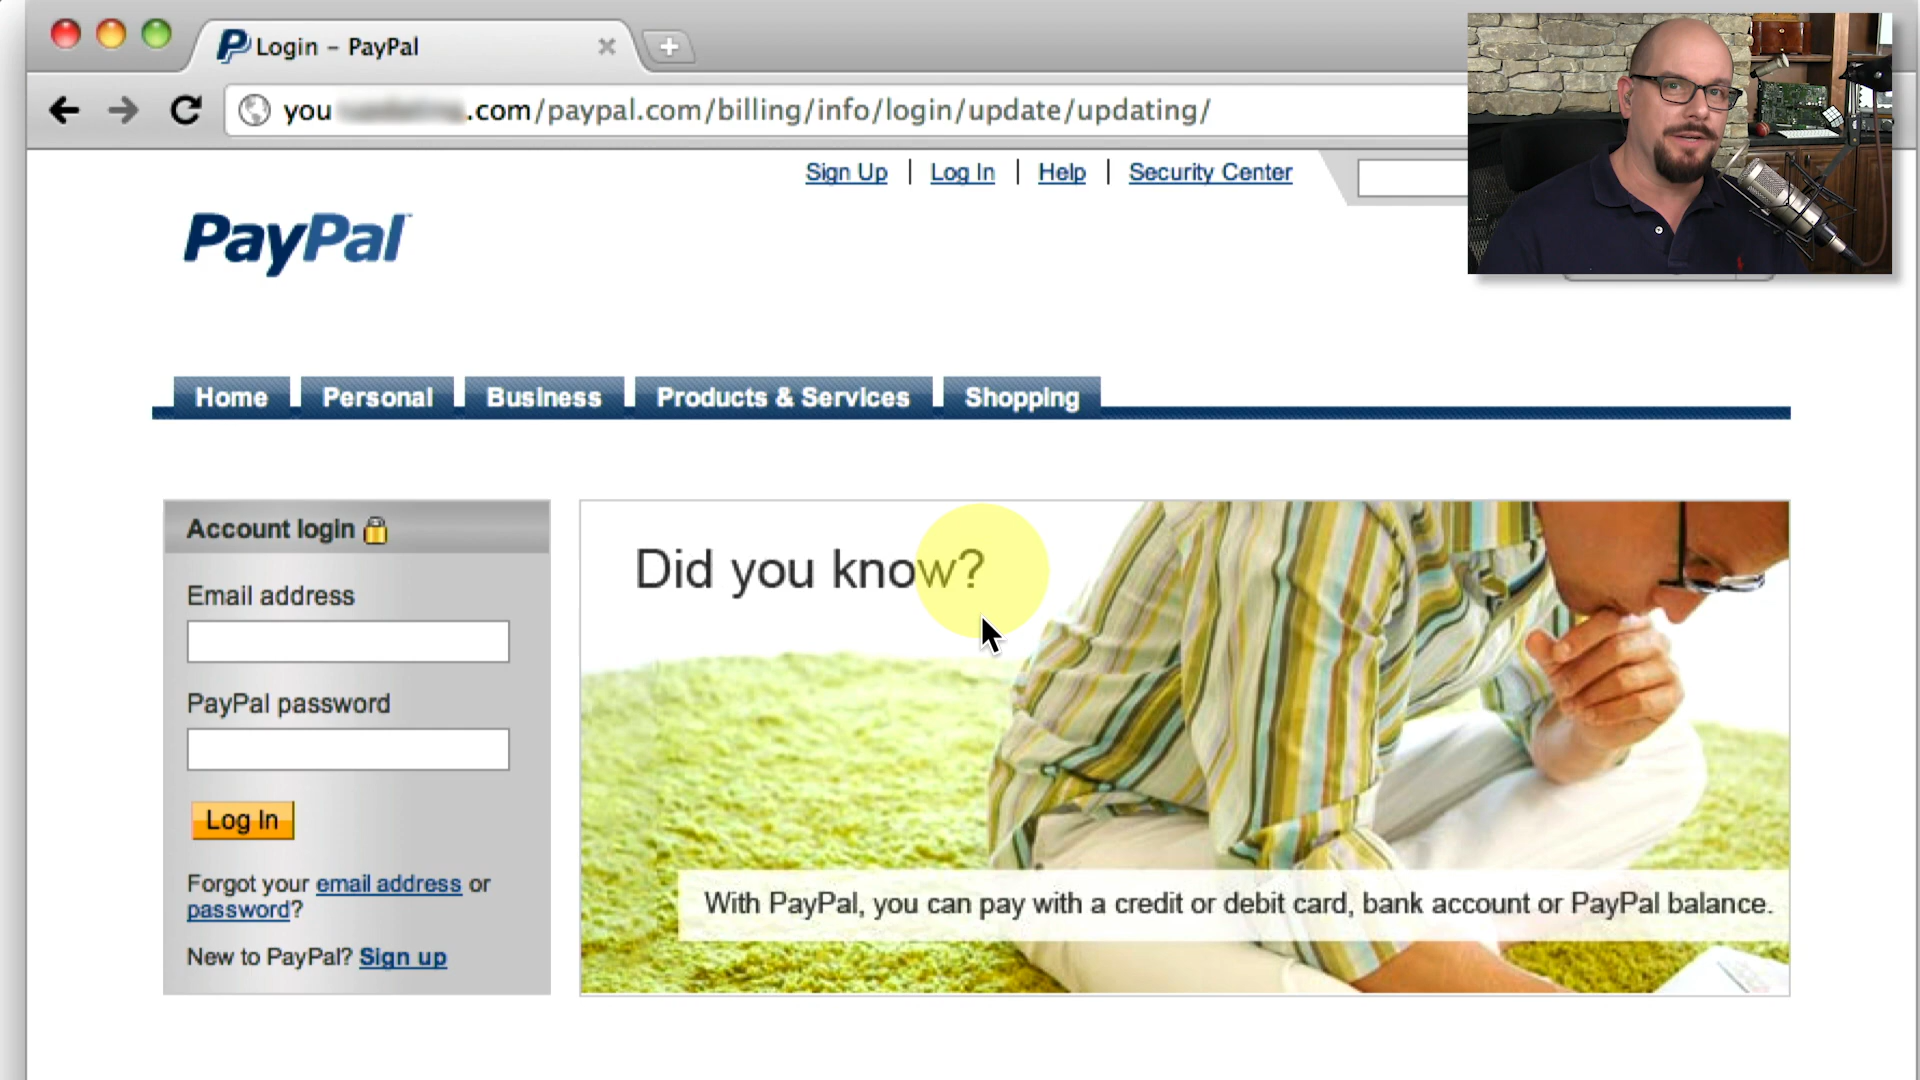 Login – PayPal
you .com/paypal.com/billing/info/login/update/updating/
Sign Up | Log In | Help | Security Center
PayPal
Home Personal Business Products & Services Shopping
Account login
Email address
PayPal password
Log In
Forgot your email address or
password?
New to PayPal? Sign up
Did you know?
With PayPal, you can pay with a credit or debit card, bank account or PayPal balance.